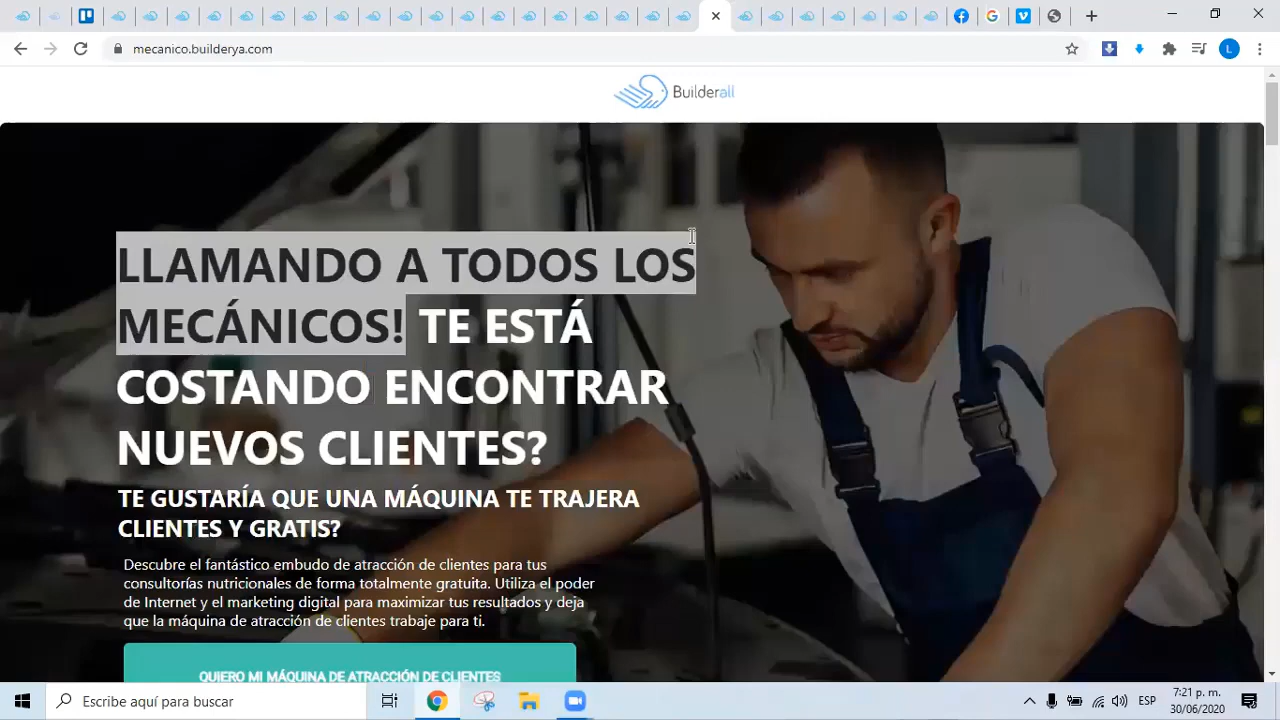 mecanico.builderya.com
L
Builderall
LLAMANDO A TODOS LOS
MECÁNICOS! TE ESTÁ
COSTANDO ENCONTRAR
NUEVOS CLIENTES?
TE GUSTARÍA QUE UNA MÁQUINA TE TRAJERA
CLIENTES Y GRATIS?
Descubre el fantástico embudo de atracción de clientes para tus
consultorías nutricionales de forma totalmente gratuita. Utiliza el poder
de Internet y el marketing digital para maximizar tus resultados y deja
que la máquina de atracción de clientes trabaje para ti.
QUIERO MI MÁQUINA DE ATRACCIÓN DE CLIENTES
Escribe aquí para buscar
ESP
7:21 p. m.
30/06/2020